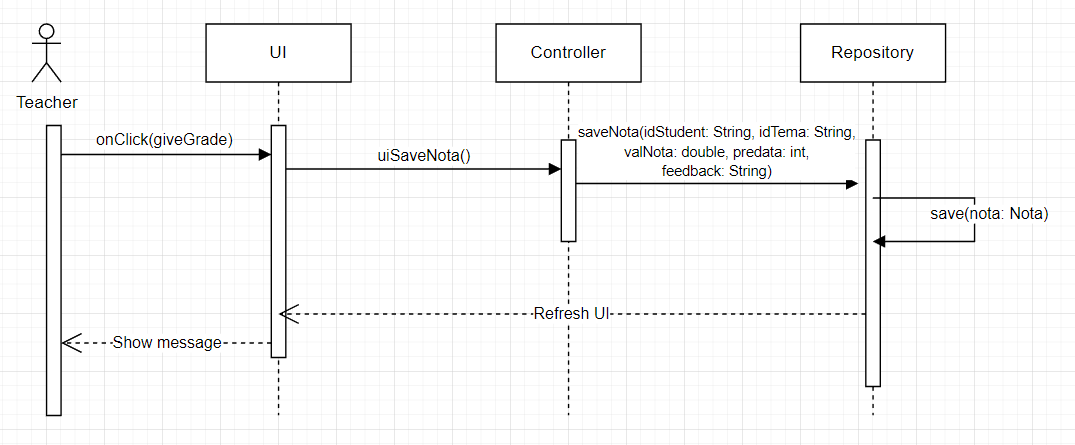 UI
Controller
Repository
Teacher
onClick(giveGrade)
uiSaveNota()
saveNota(idStudent: String, idTema: String,
valNota: double, predata: int,
feedback: String)
save(nota: Nota)
Refresh UI
Show message